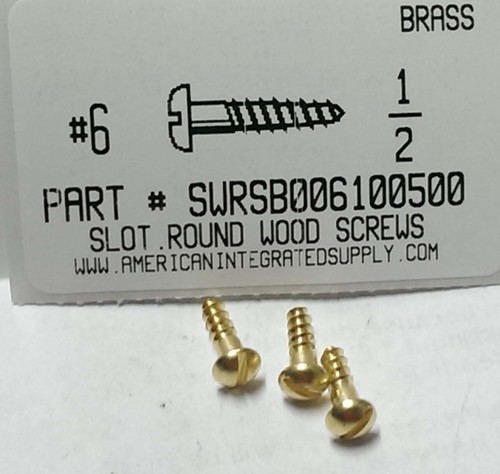 BRASS
#6 1/2
PART # SWRSB006100500
SLOT.ROUND WOOD SCREWS
WWW.AMERICANINTEGRATEDSUPPLY.COM